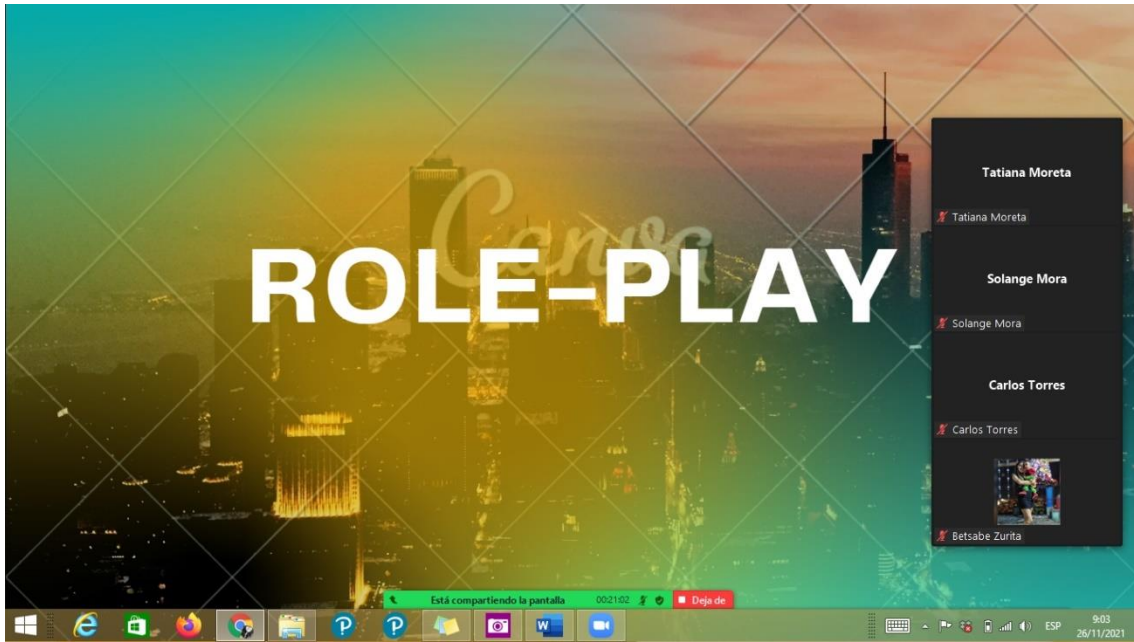 Canva
ROLE-PLAY
Tatiana Moreta
Tatiana Moreta
Solange Mora
Solange Mora
Carlos Torres
Carlos Torres
Betsabe Zurita
Está compartiendo la pantalla 00:21:02 Deja de
ESP
9:03
26/11/2021